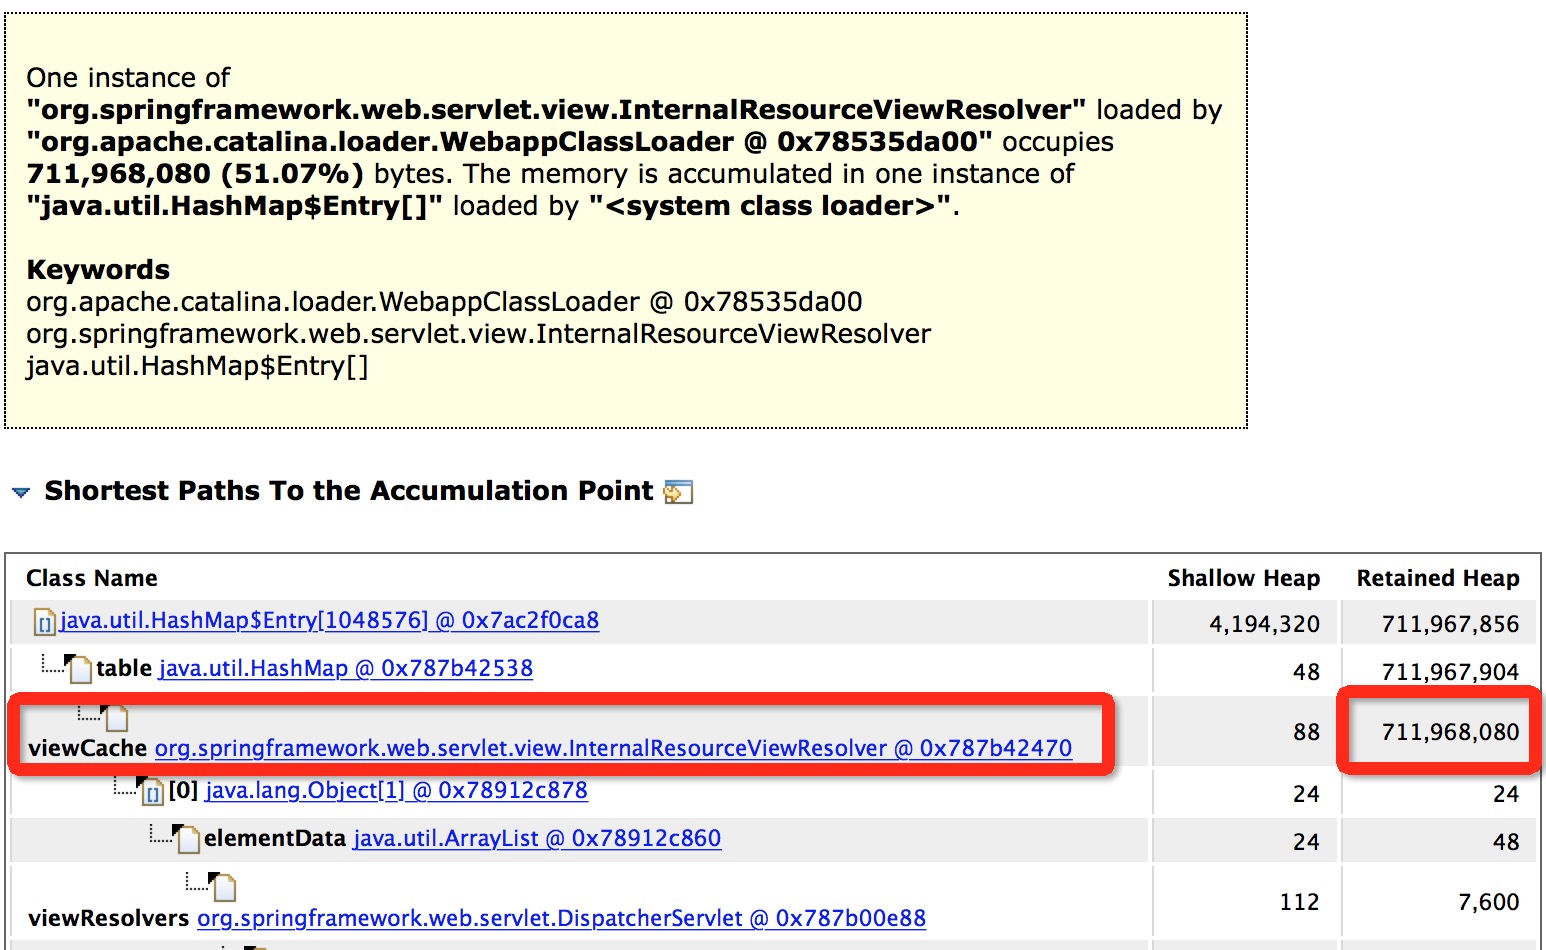 One instance of
"org.springframework.web.servlet.view.InternalResourceViewResolver" loaded by
"org.apache.catalina.loader.WebappClassLoader @ 0x78535da00" occupies
711,968,080 (51.07%) bytes. The memory is accumulated in one instance of
"java.util.HashMap$Entry[]" loaded by "<system class loader>".
Keywords
org.apache.catalina.loader.WebappClassLoader @ 0x78535da00
org.springframework.web.servlet.view.InternalResourceViewResolver
java.util.HashMap$Entry[]
Shortest Paths To the Accumulation Point
Class Name Shallow Heap Retained Heap
java.util.HashMap$Entry[1048576] @ 0x7ac2f0ca8 4,194,320 711,967,856
table java.util.HashMap @ 0x787b42538 48 711,967,904
viewCache org.springframework.web.servlet.view.InternalResourceViewResolver @ 0x787b42470 88 711,968,080
[0] java.lang.Object[1] @ 0x78912c878 24 24
elementData java.util.ArrayList @ 0x78912c860 24 48
viewResolvers org.springframework.web.servlet.DispatcherServlet @ 0x787b00e88 112 7,600